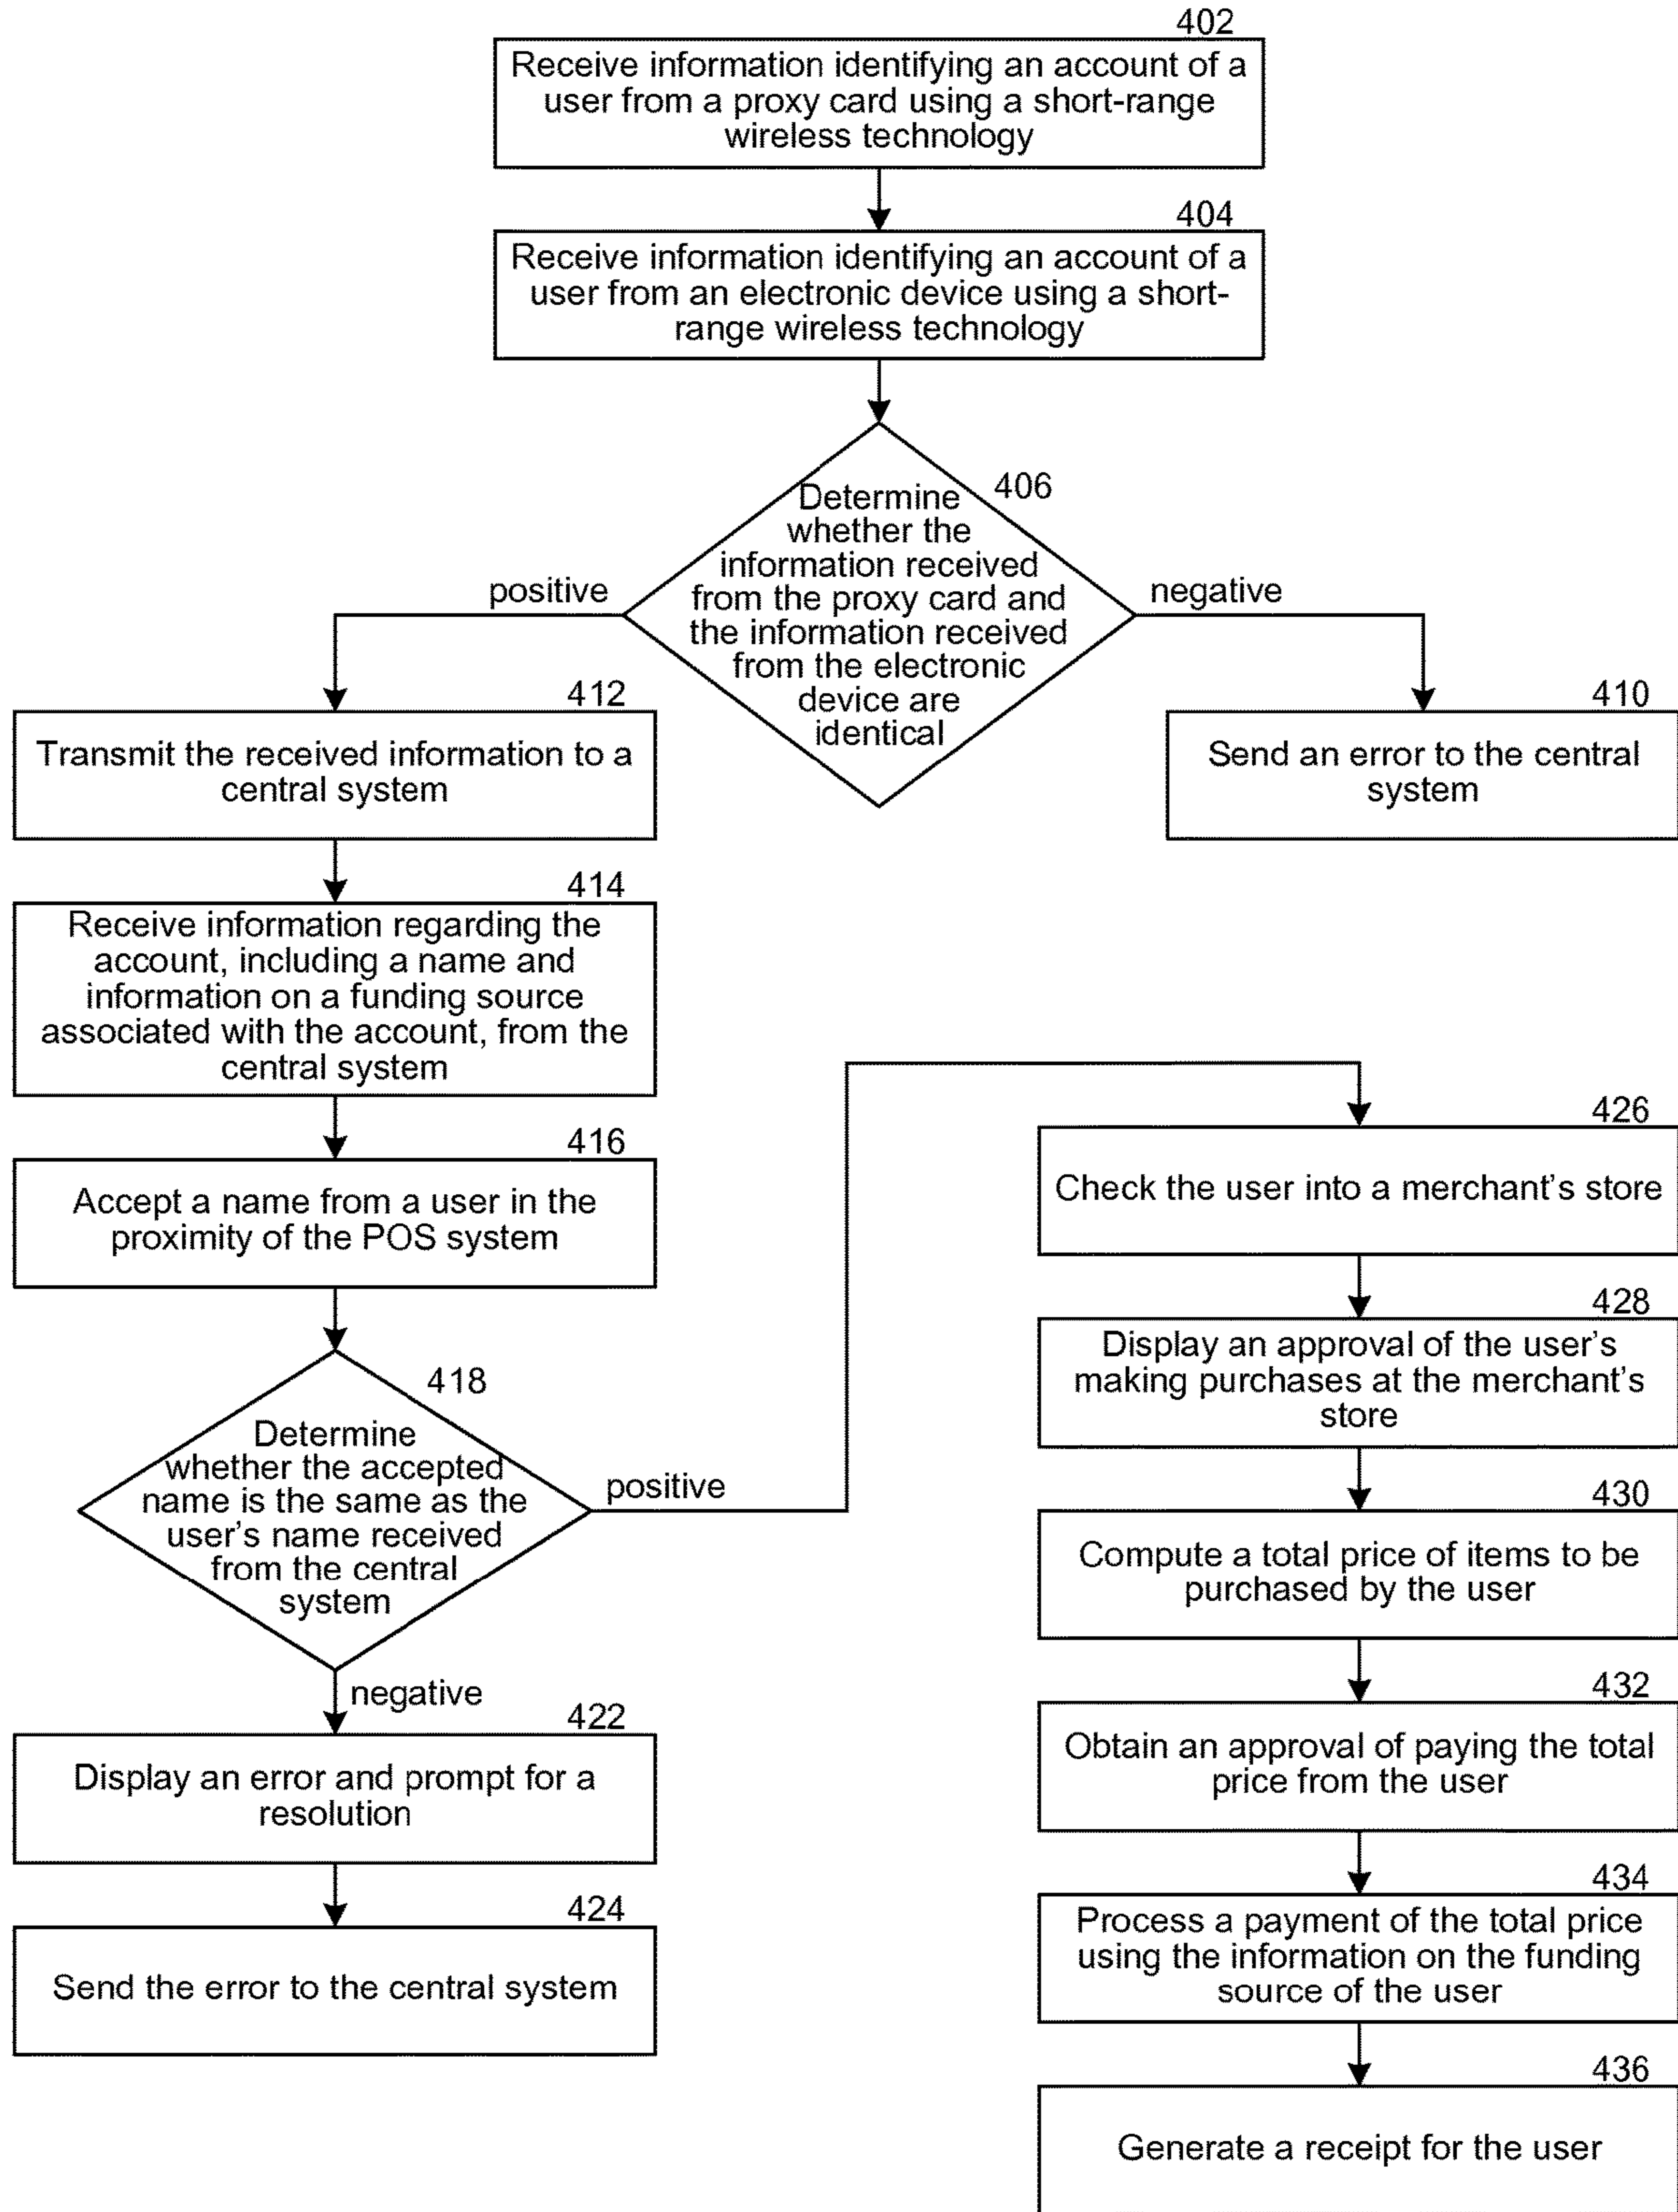 402
Receive information identifying an account of a
user from a proxy card using a short-range
wireless technology
404
Receive information identifying an account of a
user from an electronic device using a short-
range wireless technology
406
Determine
whether the
information received
from the proxy card and
the information received
from the electronic
device are
identical
positive
negative
412
Transmit the received information to a
central system
410
Send an error to the central
system
414
Receive information regarding the
account, including a name and
information on a funding source
associated with the account, from the
central system
416
Accept a name from a user in the
proximity of the POS system
418
Determine
whether the accepted
name is the same as the
user's name received
from the central
system
positive
negative
422
Display an error and prompt for a
resolution
424
Send the error to the central system
426
Check the user into a merchant's store
428
Display an approval of the user's
making purchases at the merchant's
store
430
Compute a total price of items to be
purchased by the user
432
Obtain an approval of paying the total
price from the user
434
Process a payment of the total price
using the information on the funding
source of the user
436
Generate a receipt for the user